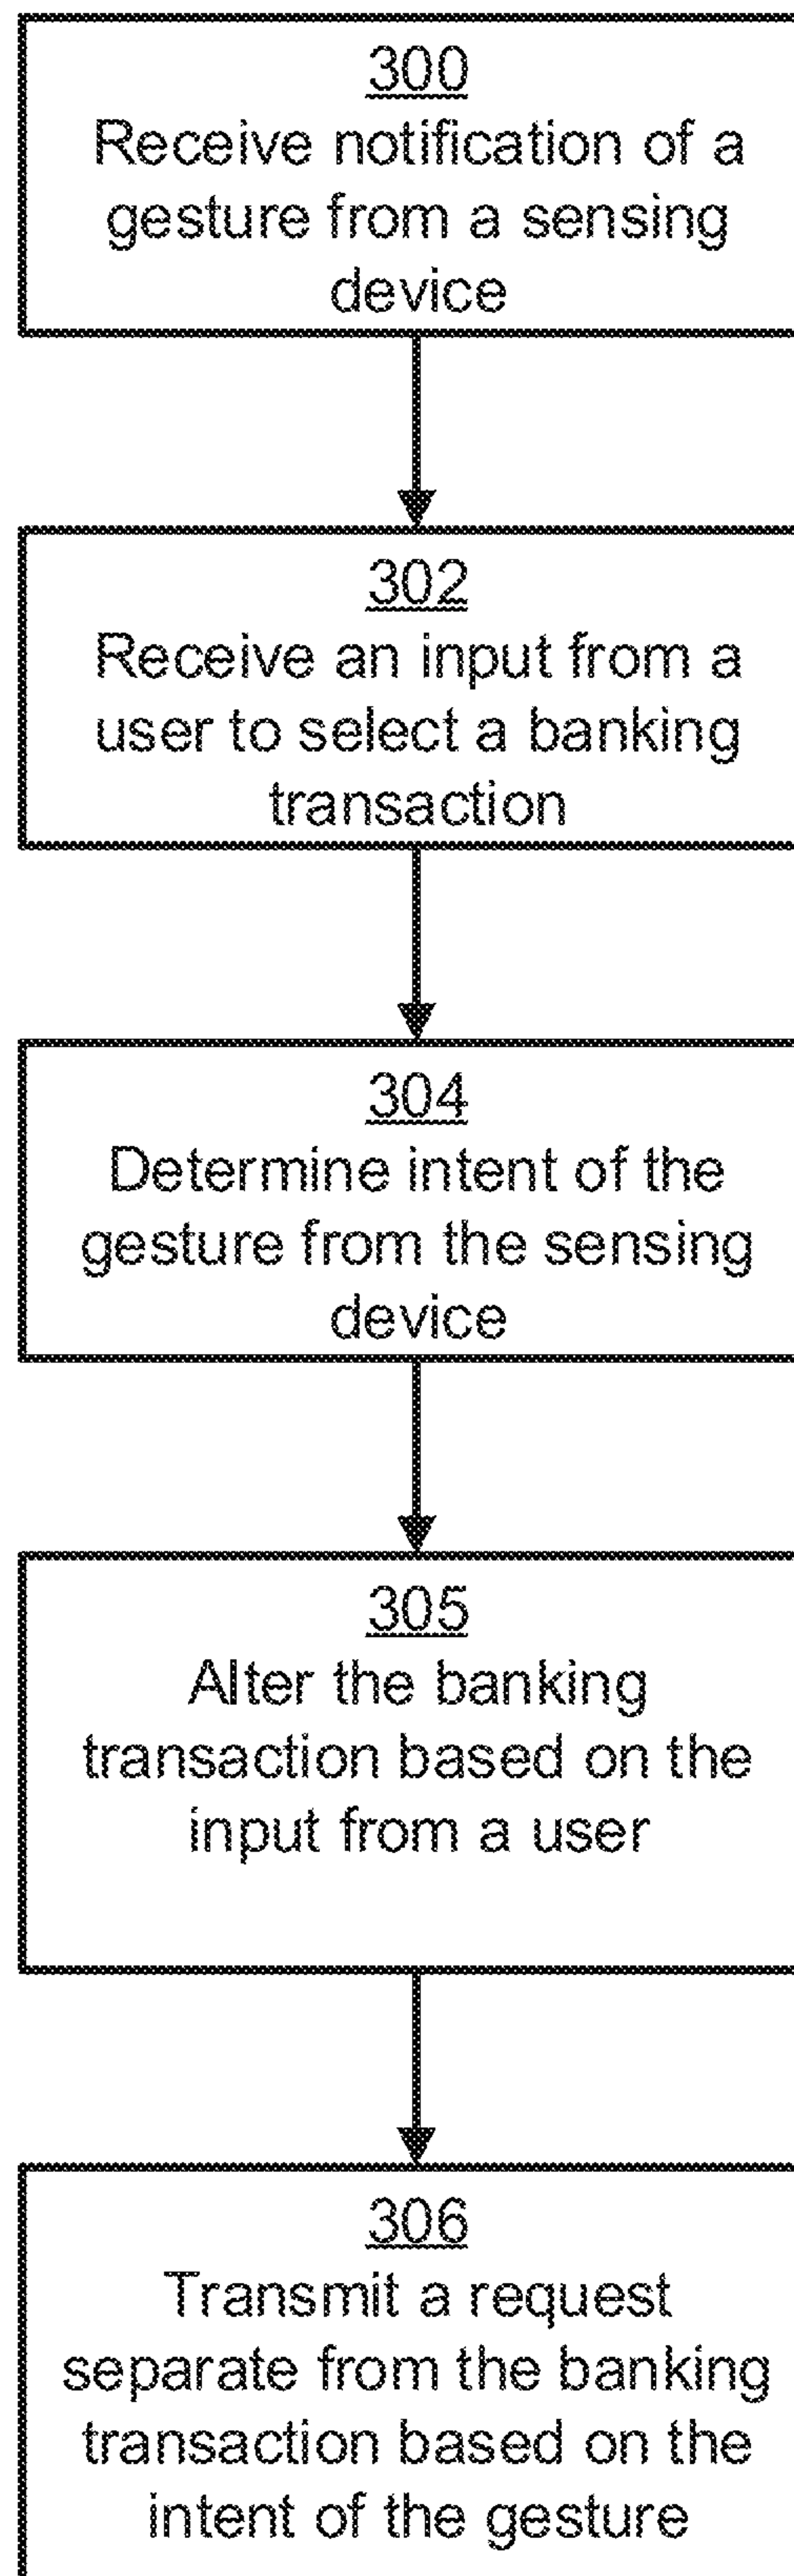 300
Receive notification of a
gesture from a sensing
device
302
Receive an input from a
user to select a banking
transaction
304
Determine intent of the
gesture from the sensing
device
305
Alter the banking
transaction based on the
input from a user
306
Transmit a request
separate from the banking
transaction based on the
intent of the gesture